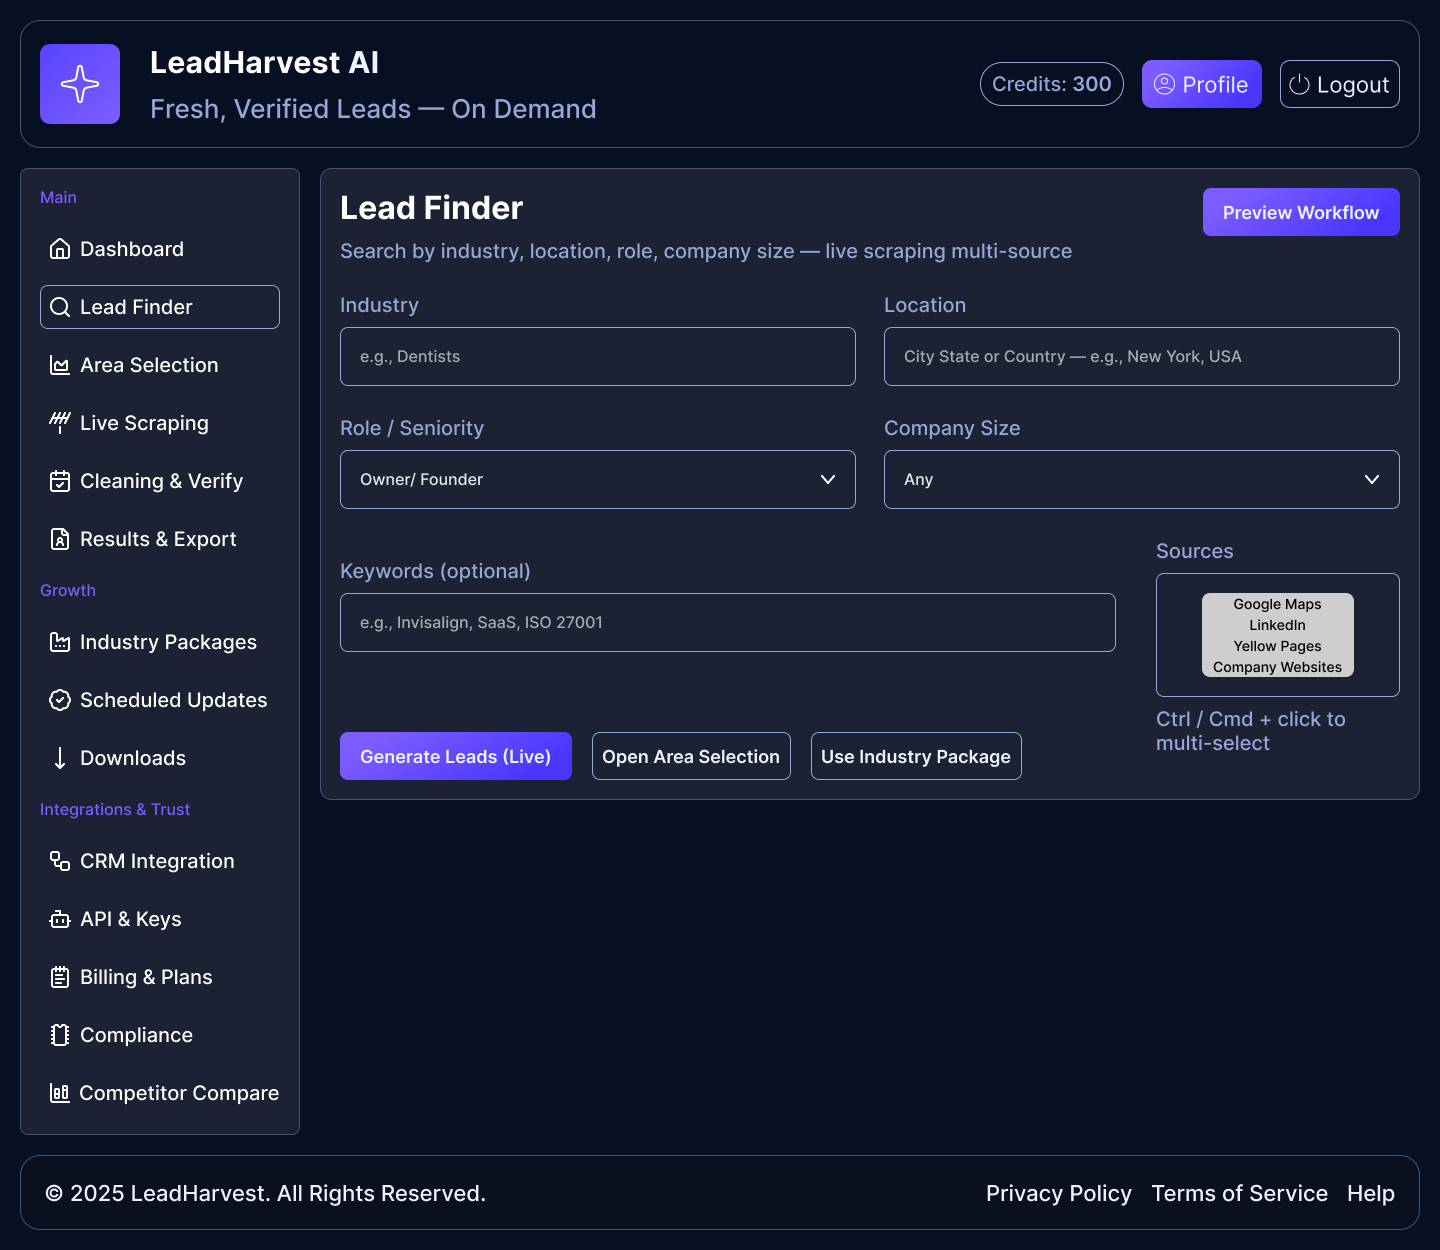 LeadHarvest AI
Fresh, Verified Leads — On Demand
Credits: 300
Profile
Logout
Main
Dashboard
Lead Finder
Area Selection
Live Scraping
Cleaning & Verify
Results & Export
Growth
Industry Packages
Scheduled Updates
Downloads
Integrations & Trust
CRM Integration
API & Keys
Billing & Plans
Compliance
Competitor Compare
Lead Finder
Preview Workflow
Search by industry, location, role, company size — live scraping multi-source
Industry
e.g., Dentists
Location
City State or Country — e.g., New York, USA
Role / Seniority
Owner/ Founder
Company Size
Any
Keywords (optional)
e.g., Invisalign, SaaS, ISO 27001
Sources
Google Maps
LinkedIn
Yellow Pages
Company Websites
Ctrl / Cmd + click to
multi-select
Generate Leads (Live)
Open Area Selection
Use Industry Package
© 2025 LeadHarvest. All Rights Reserved.
Privacy Policy
Terms of Service
Help